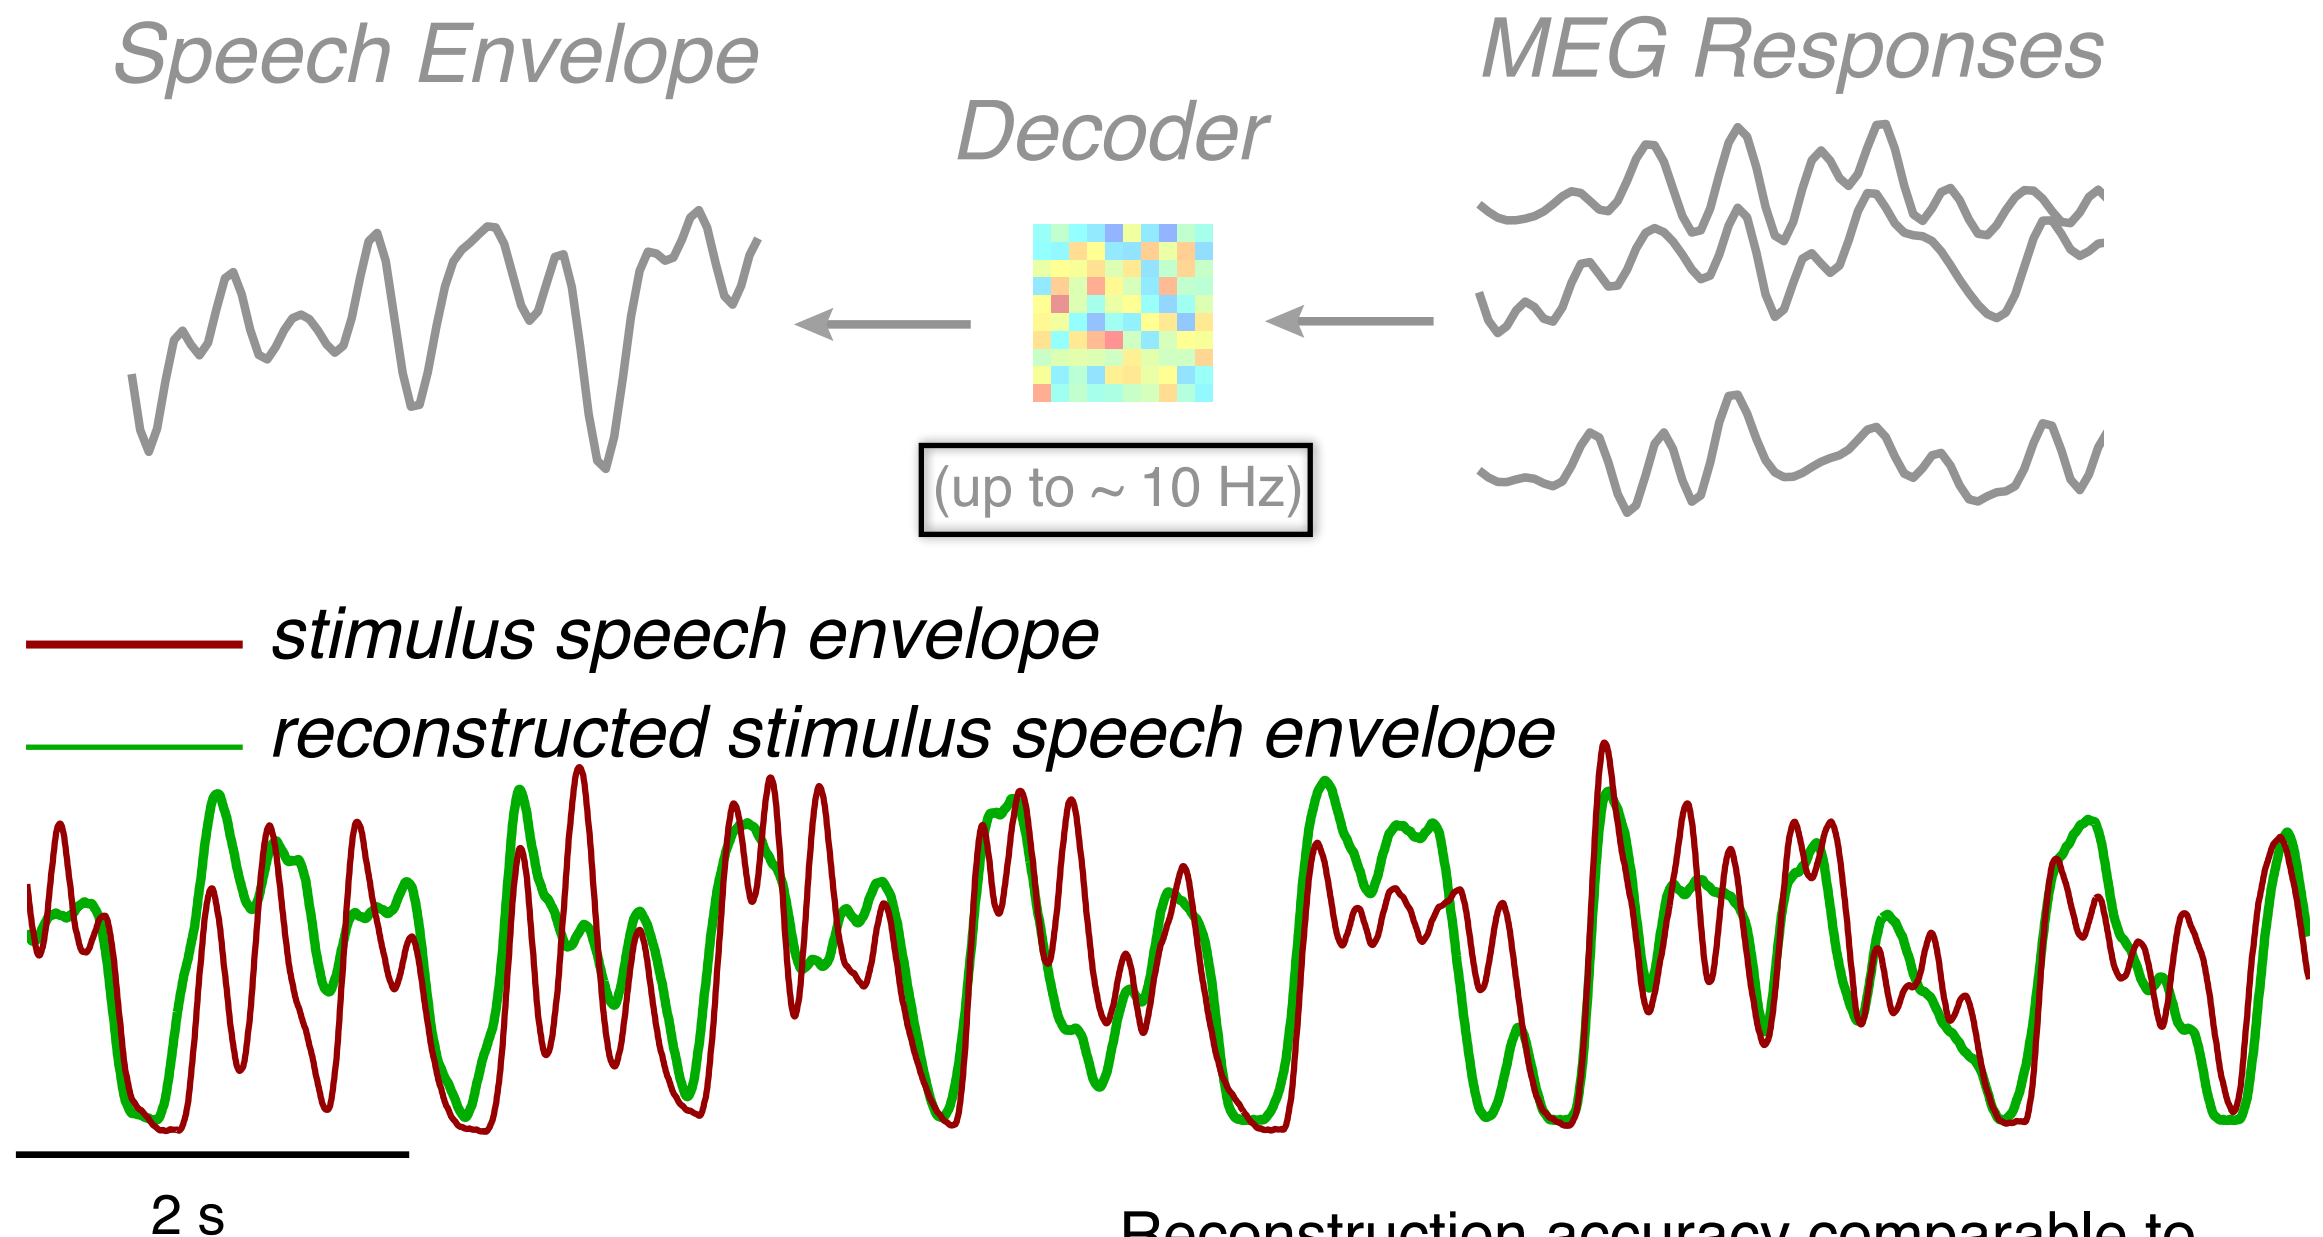 Speech Envelope
MEG Responses
Decoder
(up to ~ 10 Hz)
stimulus speech envelope
reconstructed stimulus speech envelope
2 s
Reconstruction accuracy comparable to